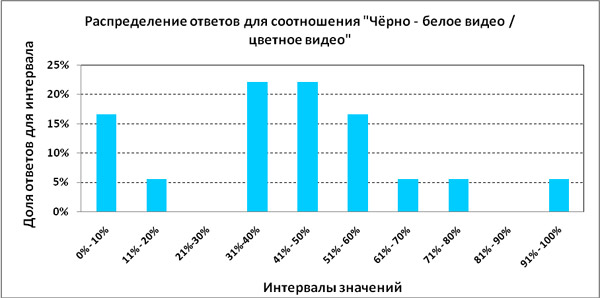 Распределение ответов для соотношения "Чёрно - белое видео /
цветное видео"
Доля ответов для интервала
25%
20%
15%
10%
5%
0%
0% - 10%
11% - 20%
21%-30%
31%-40%
41% - 50%
51% - 60%
61% - 70%
71% - 80%
81% - 90%
91% - 100%
Интервалы значений